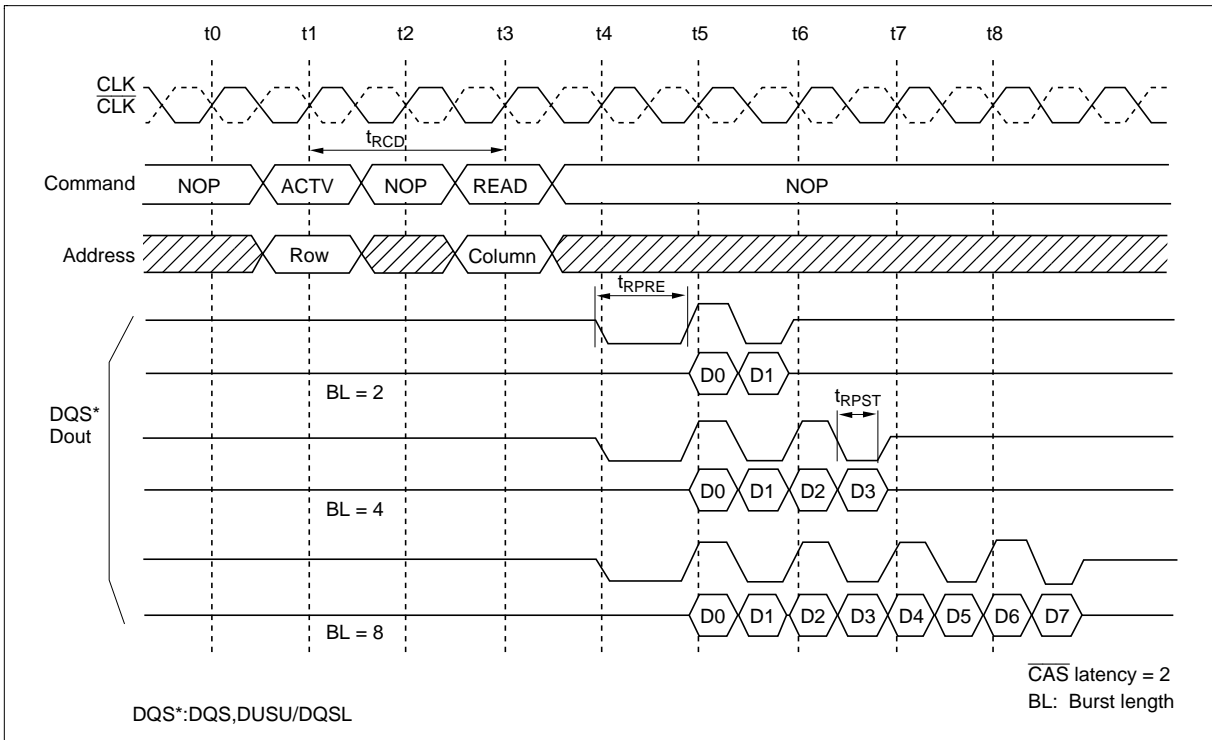 t0 t1 t2 t3 t4 t5 t6 t7 t8
CLK
CLK
tRCD
Command NOP ACTV NOP READ NOP
Address Row Column
tRPRE
D0 D1
BL = 2
DQS*
Dout
tRPST
D0 D1 D2 D3
BL = 4
D0 D1 D2 D3 D4 D5 D6 D7
BL = 8
CAS latency = 2
BL: Burst length
DQS*:DQS,DUSU/DQSL